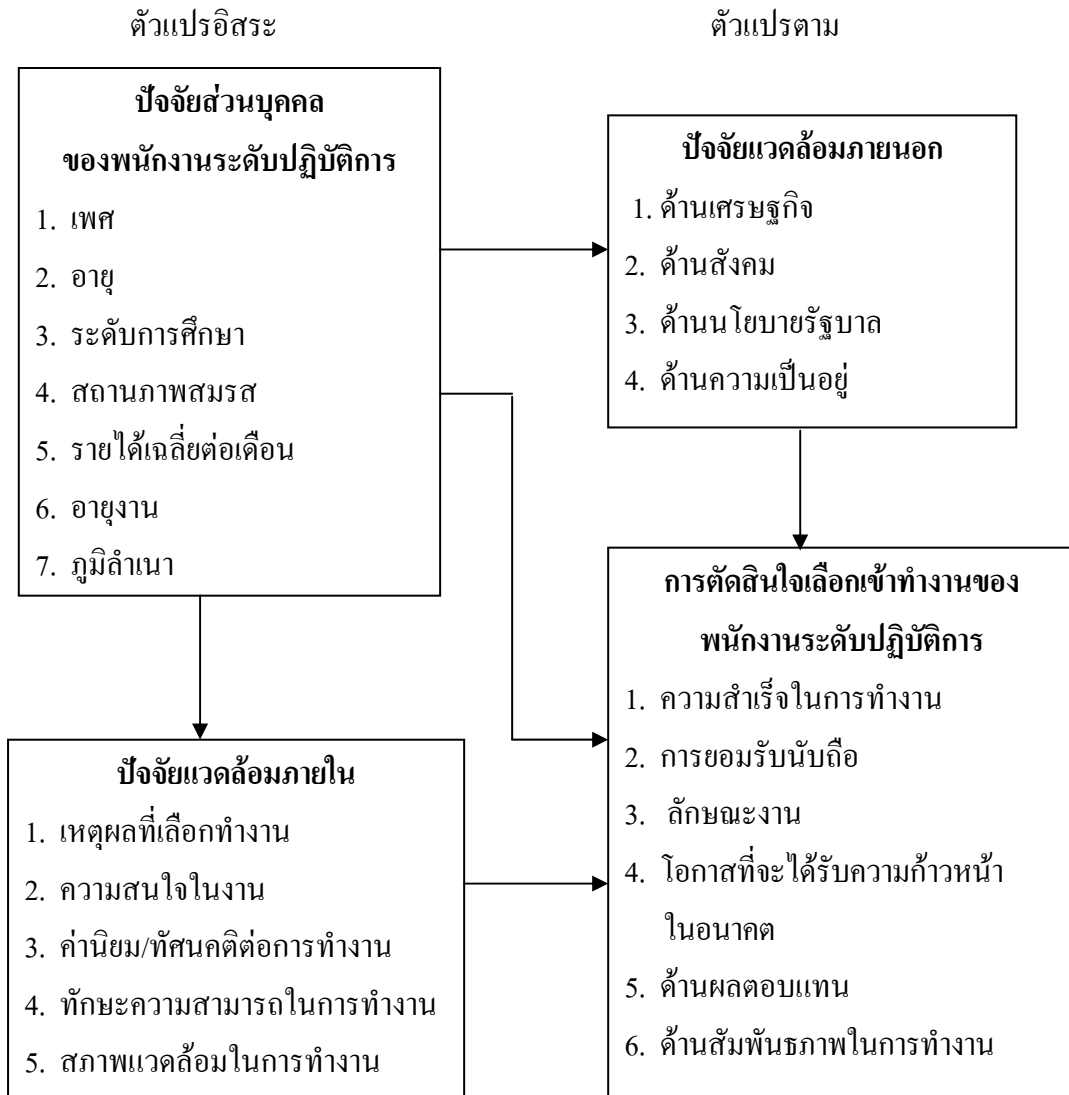 ตัวแปรอิสระ
ตัวแปรตาม
ปัจจัยส่วนบุคคล
ของพนักงานระดับปฏิบัติการ
1. เพศ
2. อายุ
3. ระดับการศึกษา
4. สถานภาพสมรส
5. รายได้เฉลี่ยต่อเดือน
6. อายุงาน
7. ภูมิลำเนา
ปัจจัยแวดล้อมภายนอก
1. ด้านเศรษฐกิจ
2. ด้านสังคม
3. ด้านนโยบายรัฐบาล
4. ด้านความเป็นอยู่
ปัจจัยแวดล้อมภายใน
1. เหตุผลที่เลือกทำงาน
2. ความสนใจในงาน
3. ค่านิยม/ทัศนคติต่อการทำงาน
4. ทักษะความสามารถในการทำงาน
5. สภาพแวดล้อมในการทำงาน
การตัดสินใจเลือกเข้าทำงานของ
พนักงานระดับปฏิบัติการ
1. ความสำเร็จในการทำงาน
2. การยอมรับนับถือ
3. ลักษณะงาน
4. โอกาสที่จะได้รับความก้าวหน้า
ในอนาคต
5. ด้านผลตอบแทน
6. ด้านสัมพันธภาพในการทำงาน